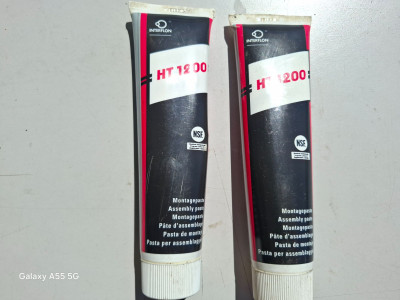 INTERFLON
HT 1200
NSF
Montagepasta
Assembly paste
Montagepaste
Pâte d'assemblage
Pasta de montaje
Pasta per assemblaggio
INTERFLON
HT 1200
NSF
Montagepasta
Assembly paste
Montagepaste
Pâte d'assemblage
Pasta de montaje
Pasta per assemblaggio
Galaxy A55 5G